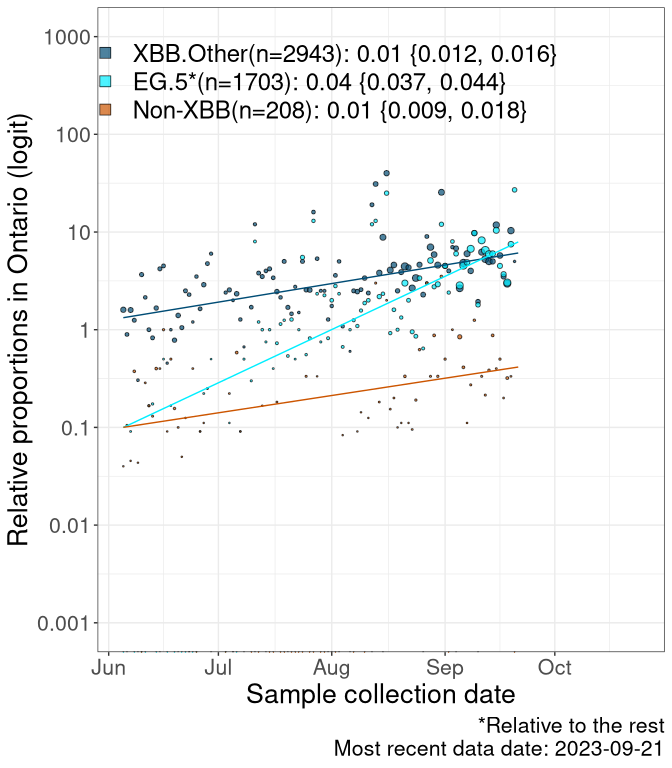 1000
100
10
1
0.1
0.01
0.001
Relative proportions in Ontario (logit)
XBB.Other(n=2943): 0.01 {0.012, 0.016}
EG.5*(n=1703): 0.04 {0.037, 0.044}
Non-XBB(n=208): 0.01 {0.009, 0.018}
Jun Jul Aug Sep Oct
Sample collection date
*Relative to the rest
Most recent data date: 2023-09-21